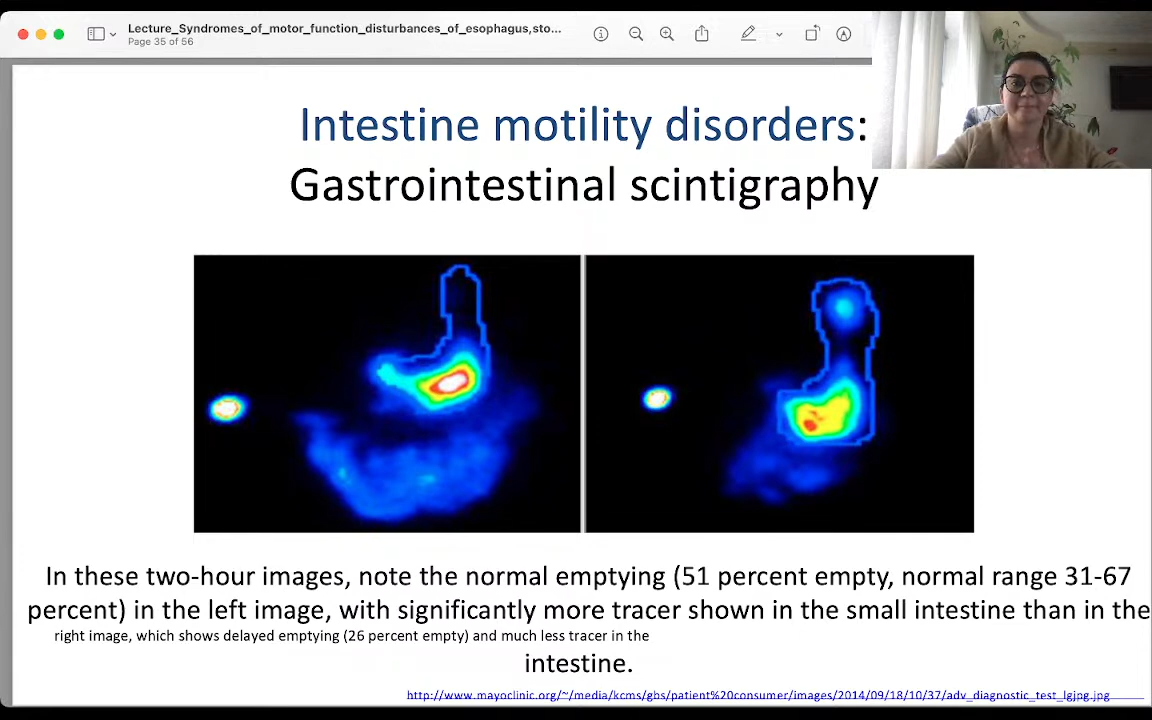 Lecture_Syndromes_of_motor_function_disturbances_of_esophagus,sto...
Page 35 of 56
Intestine motility disorders:
Gastrointestinal scintigraphy
In these two-hour images, note the normal emptying (51 percent empty, normal range 31-67
percent) in the left image, with significantly more tracer shown in the small intestine than in the
right image, which shows delayed emptying (26 percent empty) and much less tracer in the
intestine.
http://www.mayoclinic.org/~/media/kcms/gbs/patient%20consumer/images/2014/09/18/10/37/adv_diagnostic_test_lgjpg.jpg